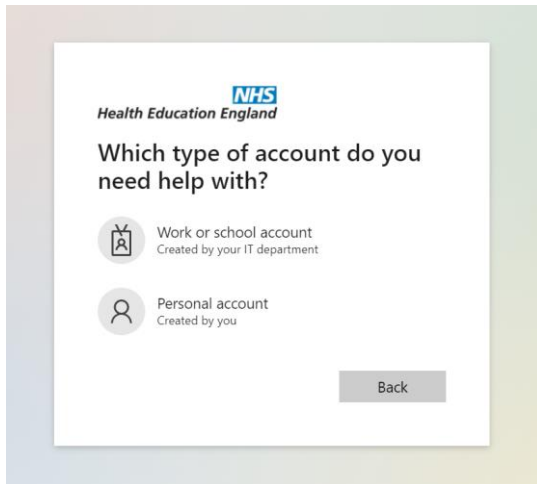 NHS
Health Education England
Which type of account do you
need help with?
Work or school account
Created by your IT department
Personal account
Created by you
Back